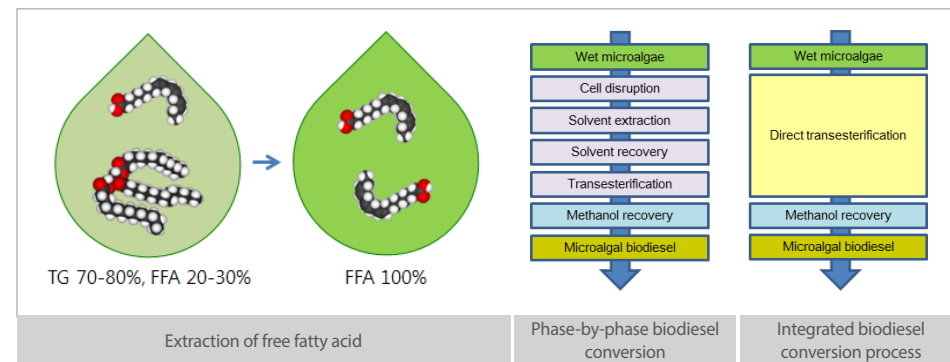 TG 70-80%, FFA 20-30%
FFA 100%
Extraction of free fatty acid
Wet microalgae
Cell disruption
Solvent extraction
Solvent recovery
Transesterification
Methanol recovery
Microalgal biodiesel
Phase-by-phase biodiesel
conversion
Wet microalgae
Direct transesterification
Methanol recovery
Microalgal biodiesel
Integrated biodiesel
conversion process